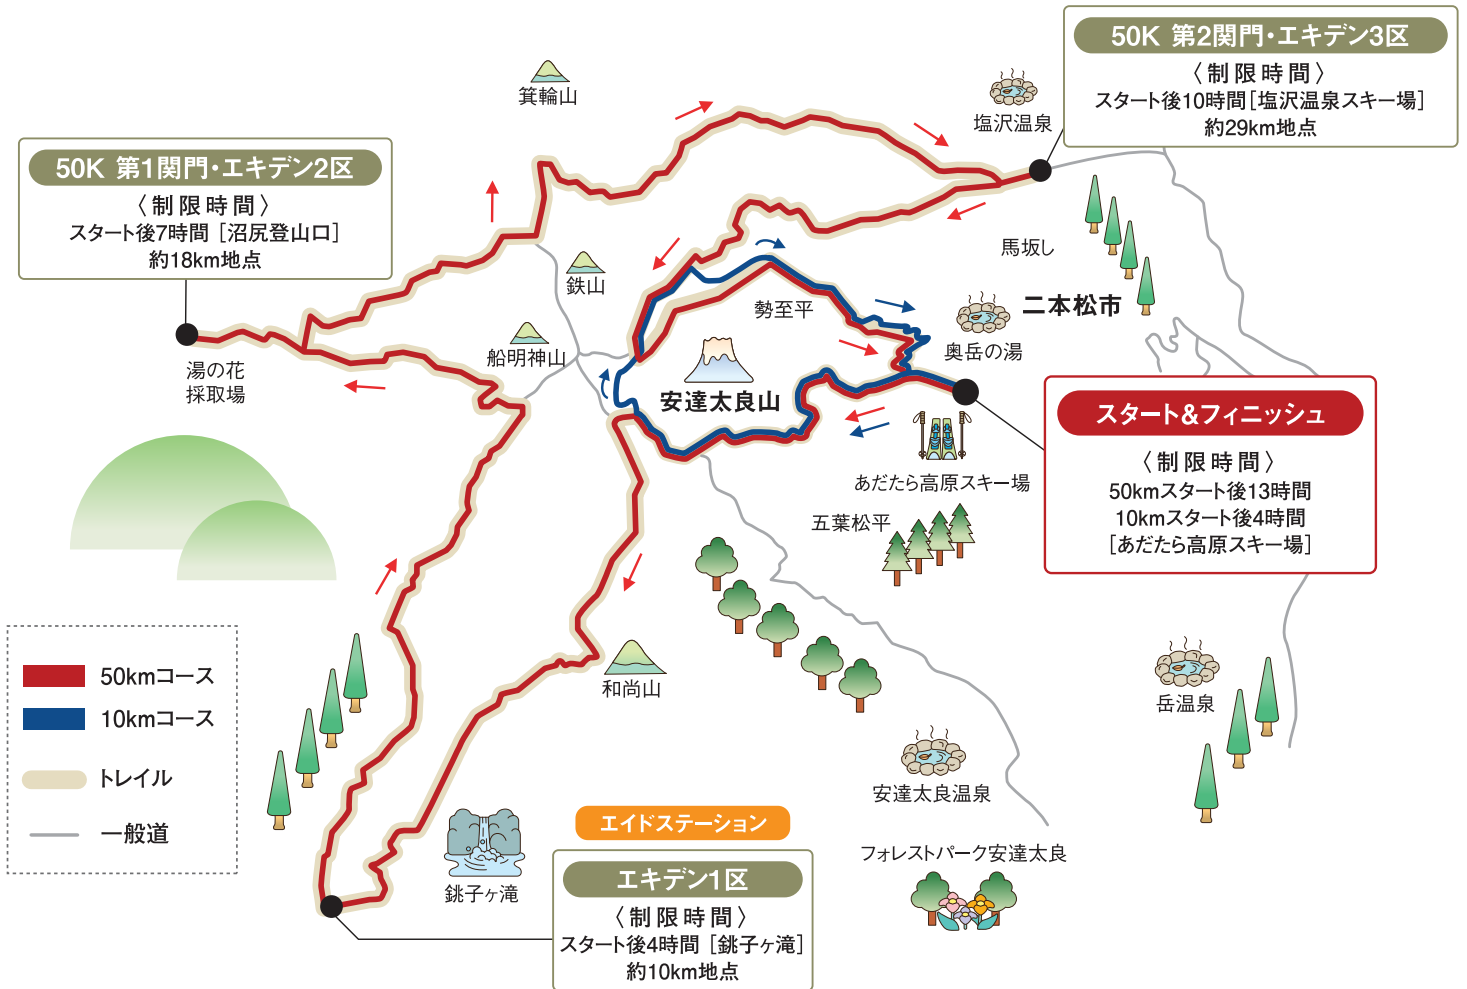 50K 第2関門・エキデン3区
〈制限時間〉
スタート後10時間[塩沢温泉スキー場]
約29km地点
箕輪山
塩沢温泉
50K 第1関門・エキデン2区
〈制限時間〉
スタート後7時間 [沼尻登山口]
約18km地点
馬坂し
鉄山
勢至平
二本松市
船明神山
奥岳の湯
湯の花
採取場
安達太良山
スタート&フィニッシュ
〈制限時間〉
50kmスタート後13時間
10kmスタート後4時間
[あだたら高原スキー場]
あだたら高原スキー場
五葉松平
50kmコース
10kmコース
トレイル
一般道
和尚山
岳温泉
安達太良温泉
エイドステーション
フォレストパーク安達太良
銚子ヶ滝
エキデン1区
〈制限時間〉
スタート後4時間 [銚子ヶ滝]
約10km地点